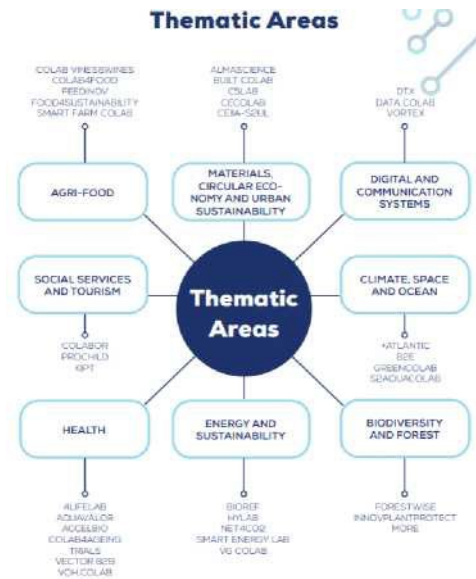 Thematic Areas
COLAB VINES&WINES
COLAB4FOOD
FEEDINOV
FOOD4SUSTAINABILITY
SMART FARM COLAB
ALMASCIENCE
BUILT COLAB
C5LAB
CECOLAB
CEIIA-S2UL
DTX
DATA COLAB
VORTEX
AGRI-FOOD
MATERIALS,
CIRCULAR ECO-
NOMY AND URBAN
SUSTAINABILITY
DIGITAL AND
COMMUNICATION
SYSTEMS
SOCIAL SERVICES
AND TOURISM
Thematic
Areas
CLIMATE, SPACE
AND OCEAN
COLABOR
PROCHILD
KIPT
+ATLANTIC
B2E
GREENCOLAB
S2AQUACOLAB
HEALTH
ENERGY AND
SUSTAINABILITY
BIODIVERSITY
AND FOREST
4LIFELAB
AQUAVALOR
ACCELBIO
COLAB4AGEING
TRIALS
VECTOR B2B
VOH.COLAB
BIOREF
HYLAB
NET4CO2
SMART ENERGY LAB
VG COLAB
FORESTWISE
INNOVPLANTPROTECT
MORE